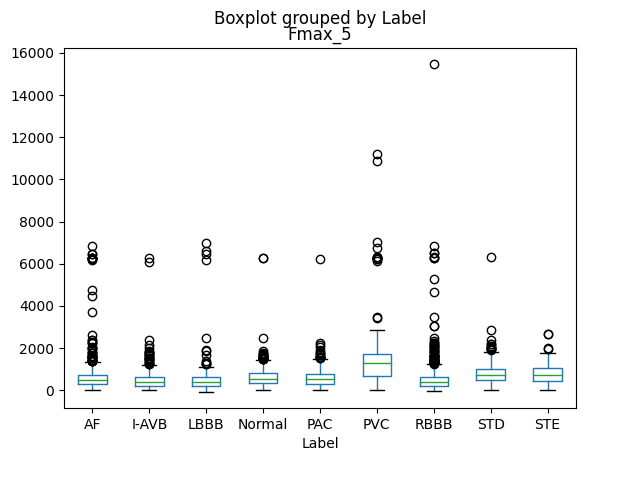 Boxplot grouped by Label
Fmax_5
16000
14000
12000
10000
8000
6000
4000
2000
0
AF I-AVB LBBB Normal PAC PVC RBBB STD STE
Label